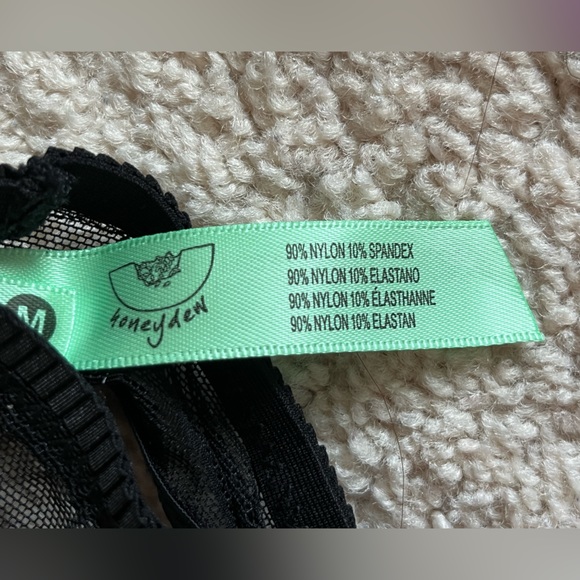 M
honeydew
90% NYLON 10% SPANDEX
90% NYLON 10% ELASTANO
90% NYLON 10% ÉLASTHANNE
90% NYLON 10% ELASTAN